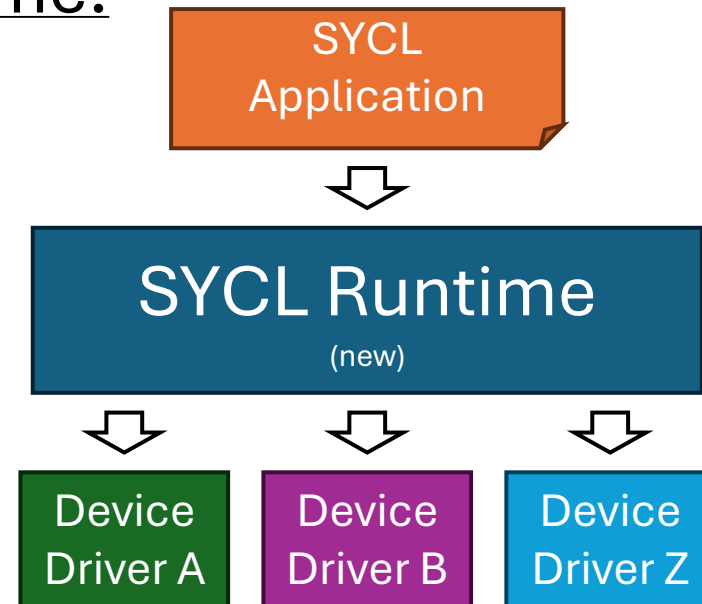 SYCL
Application
SYCL Runtime
(new)
Device
Driver A
Device
Driver B
Device
Driver Z